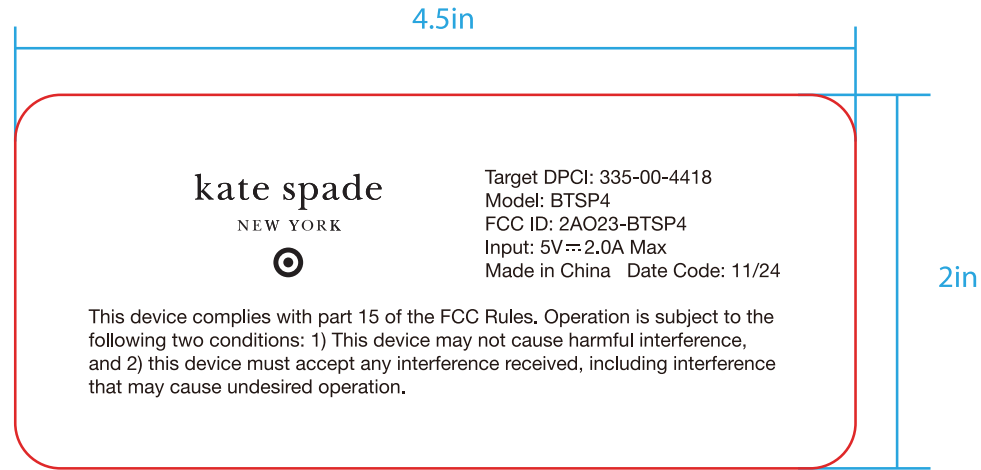 4.5in
kate spade
NEW YORK
Target DPCI: 335-00-4418
Model: BTSP4
FCC ID: 2AO23-BTSP4
Input: 5V⎓2.0A Max
Made in China Date Code: 11/24
2in
This device complies with part 15 of the FCC Rules. Operation is subject to the
following two conditions: 1) This device may not cause harmful interference,
and 2) this device must accept any interference received, including interference
that may cause undesired operation.